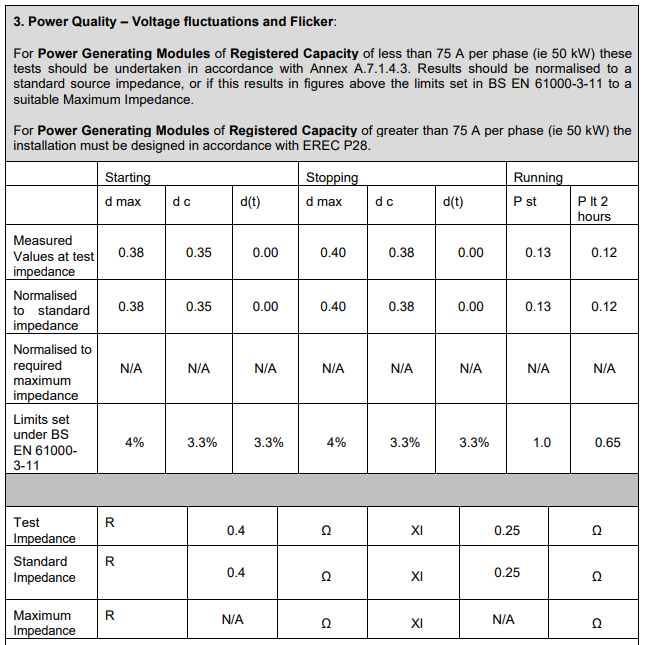 3. Power Quality – Voltage fluctuations and Flicker:
For Power Generating Modules of Registered Capacity of less than 75 A per phase (ie 50 kW) these
tests should be undertaken in accordance with Annex A.7.1.4.3. Results should be normalised to a
standard source impedance, or if this results in figures above the limits set in BS EN 61000-3-11 to a
suitable Maximum Impedance.
For Power Generating Modules of Registered Capacity of greater than 75 A per phase (ie 50 kW) the
installation must be designed in accordance with EREC P28.
Starting Stopping Running
d max d c d(t) d max d c d(t) P st P lt 2
hours
Measured
Values at test
impedance
0.38 0.35 0.00 0.40 0.38 0.00 0.13 0.12
Normalised
to standard
impedance
0.38 0.35 0.00 0.40 0.38 0.00 0.13 0.12
Normalised to
required
maximum
impedance
N/A N/A N/A N/A N/A N/A N/A N/A
Limits set
under BS
EN 61000-
3-11
4% 3.3% 3.3% 4% 3.3% 3.3% 1.0 0.65
Test
Impedance
R 0.4 Ω Xl 0.25 Ω
Standard
Impedance
R 0.4 Ω Xl 0.25 Ω
Maximum
Impedance
R N/A Ω Xl N/A Ω